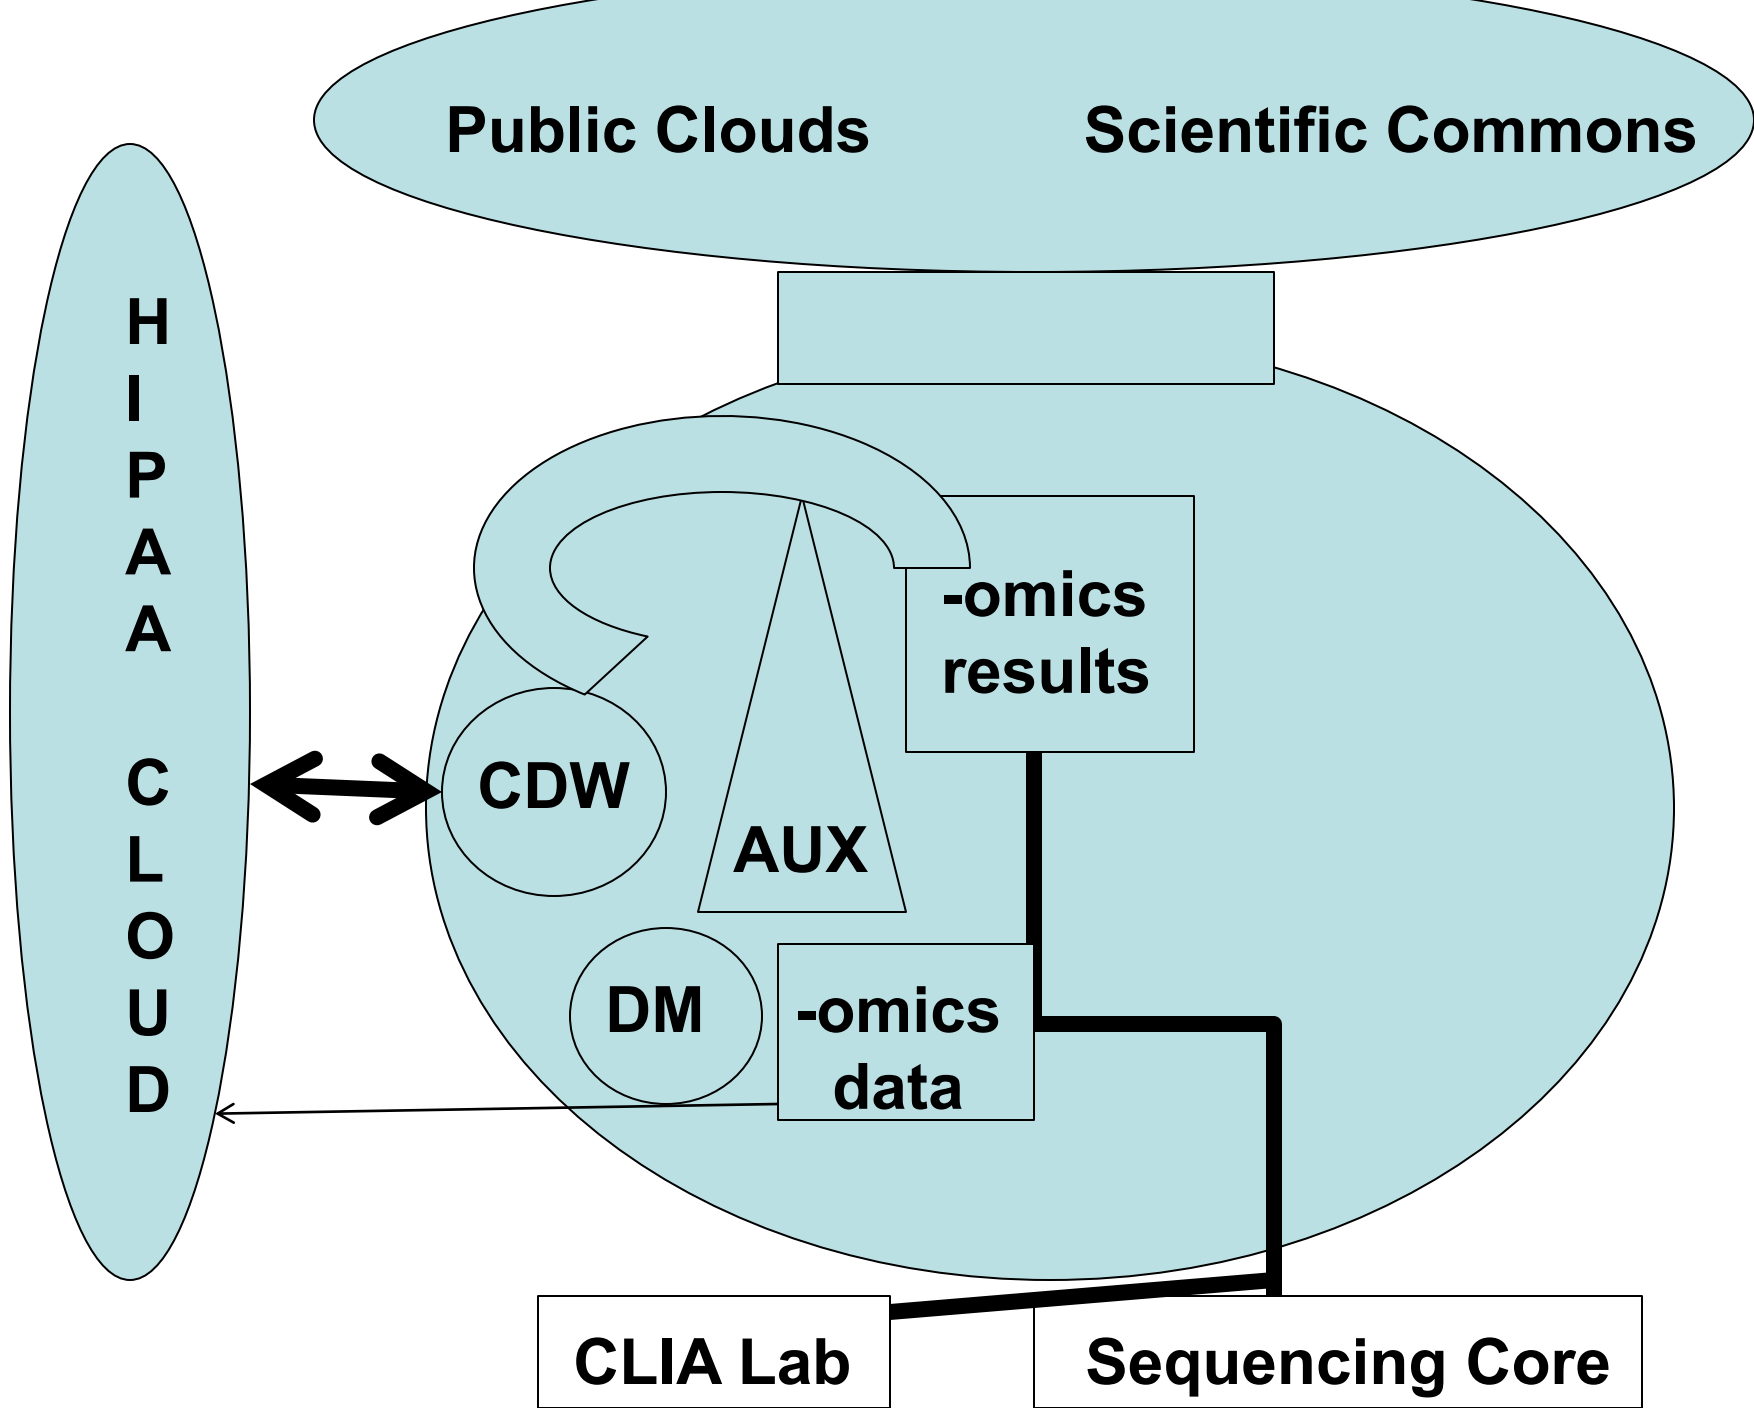 Public Clouds
Scientific Commons
H
I
P
A
A
C
L
O
U
D
-omics
results
CDW
AUX
DM
-omics
data
CLIA Lab
Sequencing Core